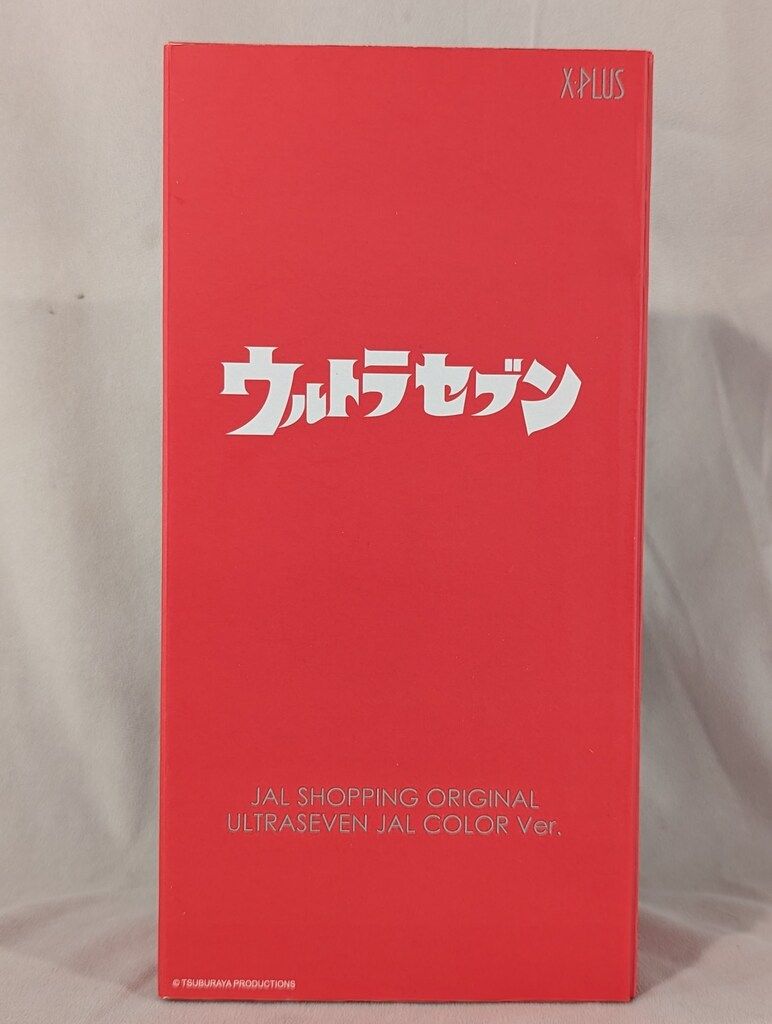 X-PLUS
ウルトラセブン
JAL SHOPPING ORIGINAL
ULTRASEVEN JAL COLOR Ver.
© TSUBURAYA PRODUCTIONS